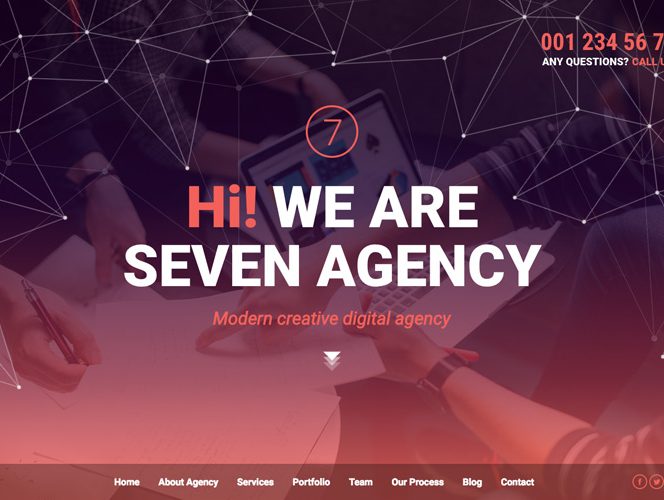 001 234 56 7
ANY QUESTIONS? CALL U
7
Hi! WE ARE
SEVEN AGENCY
Modern creative digital agency
Home About Agency Services Portfolio Team Our Process Blog Contact